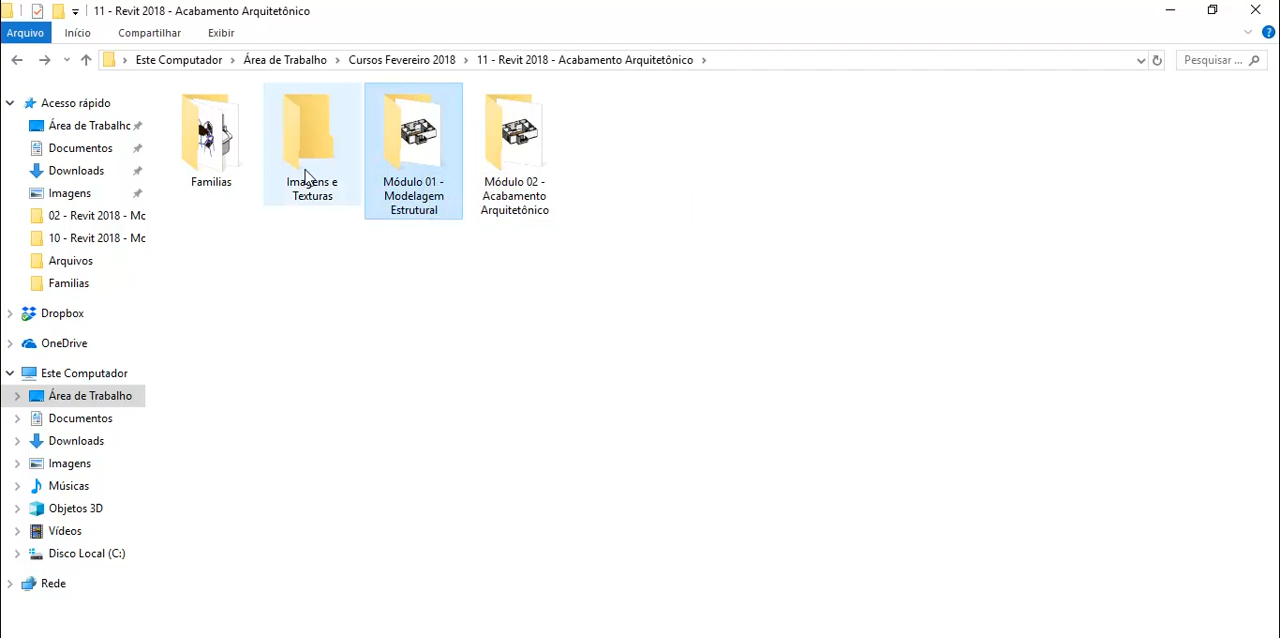 11 - Revit 2018 - Acabamento Arquitetônico
Arquivo Início Compartilhar Exibir
Este Computador Área de Trabalho Cursos Fevereiro 2018 11 - Revit 2018 - Acabamento Arquitetônico Pesquisar ...
Acesso rápido
Área de Trabalhc
Documentos
Downloads
Imagens
02 - Revit 2018 - Mc
10 - Revit 2018 - Mc
Arquivos
Familias
Dropbox
OneDrive
Este Computador
Área de Trabalho
Documentos
Downloads
Imagens
Músicas
Objetos 3D
Vídeos
Disco Local (C:)
Rede
Familias
Imagens e
Texturas
Módulo 01 -
Modelagem
Estrutural
Módulo 02 -
Acabamento
Arquitetônico